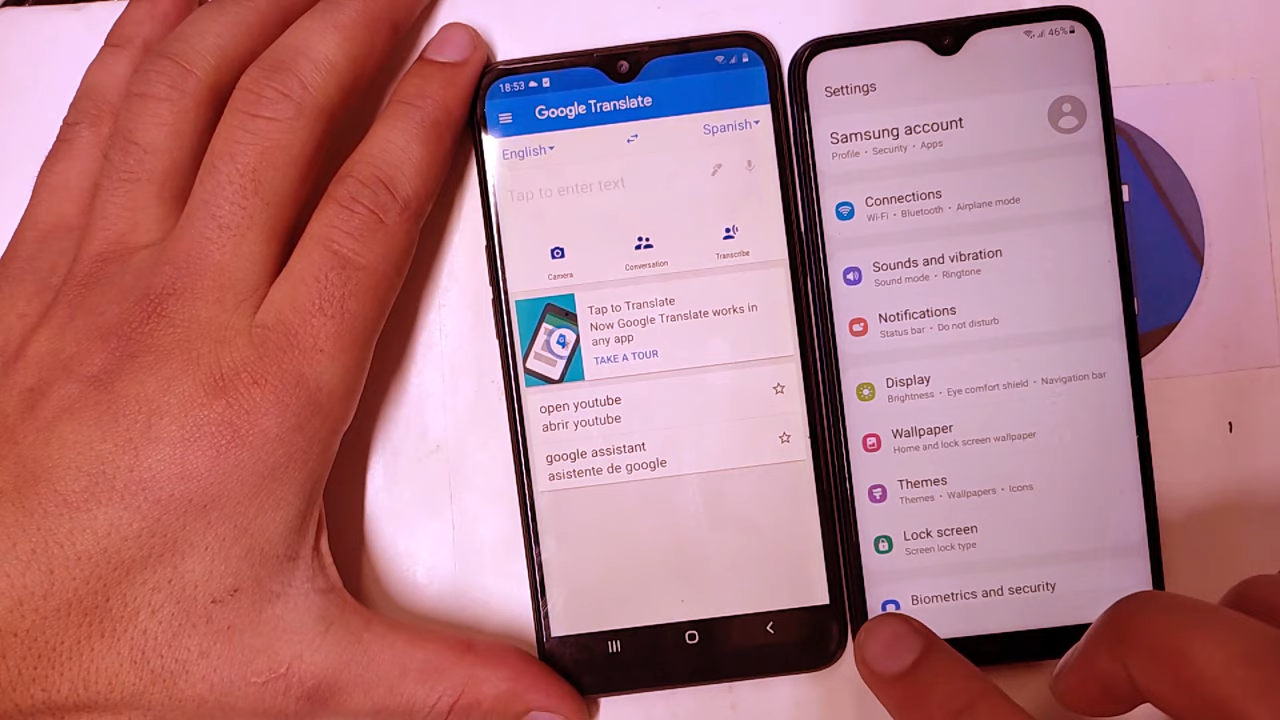 18:53
Google Translate
English
Spanish
Tap to enter text
Camera
Conversation
Transcribe
Tap to Translate
Now Google Translate works in
any app
TAKE A TOUR
open youtube
abrir youtube
google assistant
asistente de google
46%
Settings
Samsung account
Profile • Security • Apps
Connections
Wi-Fi • Bluetooth • Airplane mode
Sounds and vibration
Sound mode • Ringtone
Notifications
Status bar • Do not disturb
Display
Brightness • Eye comfort shield • Navigation bar
Wallpaper
Home and lock screen wallpaper
Themes
Themes • Wallpapers • Icons
Lock screen
Screen lock type
Biometrics and security